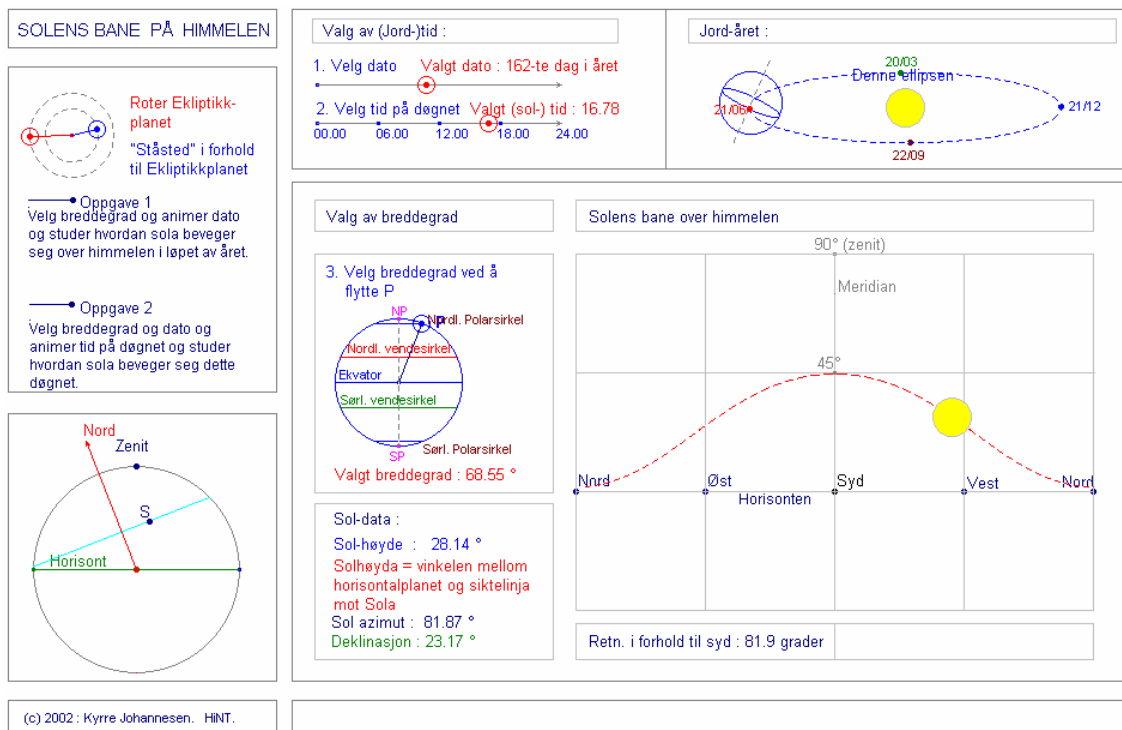 SOLENS BANE PÅ HIMMELEN
Roter Ekliptikk-
planet
"Ståsted" i forhold
til Ekliptikkplanet
Oppgave 1
Velg breddegrad og animer dato
og studer hvordan sola beveger
seg over himmelen i løpet av året.
Oppgave 2
Velg breddegrad og dato og
animer tid på døgnet og studer
hvordan sola beveger seg dette
døgnet.
Nord
Zenit
S
Horisont
(c) 2002 : Kyrre Johannesen. HiNT.
Valg av (Jord-)tid :
1. Velg dato
Valgt dato : 162-te dag i året
2. Velg tid på døgnet
Valgt (sol-) tid : 16.78
00.00
06.00
12.00
18.00
24.00
Jord-året :
20/03
Denne ellipsen
21/06
21/12
22/09
Valg av breddegrad
3. Velg breddegrad ved å
flytte P
NP
P
Nordl. Polarsirkel
Nordl. vendesirkel
Ekvator
Sørl. vendesirkel
Sørl. Polarsirkel
SP
Valgt breddegrad : 68.55 °
Sol-data :
Sol-høyde : 28.14 °
Solhøyda = vinkelen mellom
horisontalplanet og siktelinja
mot Sola
Sol azimut : 81.87 °
Deklinasjon : 23.17 °
Solens bane over himmelen
90° (zenit)
Meridian
45°
Nord
Øst
Syd
Vest
Nord
Horisonten
Retn. i forhold til syd : 81.9 grader